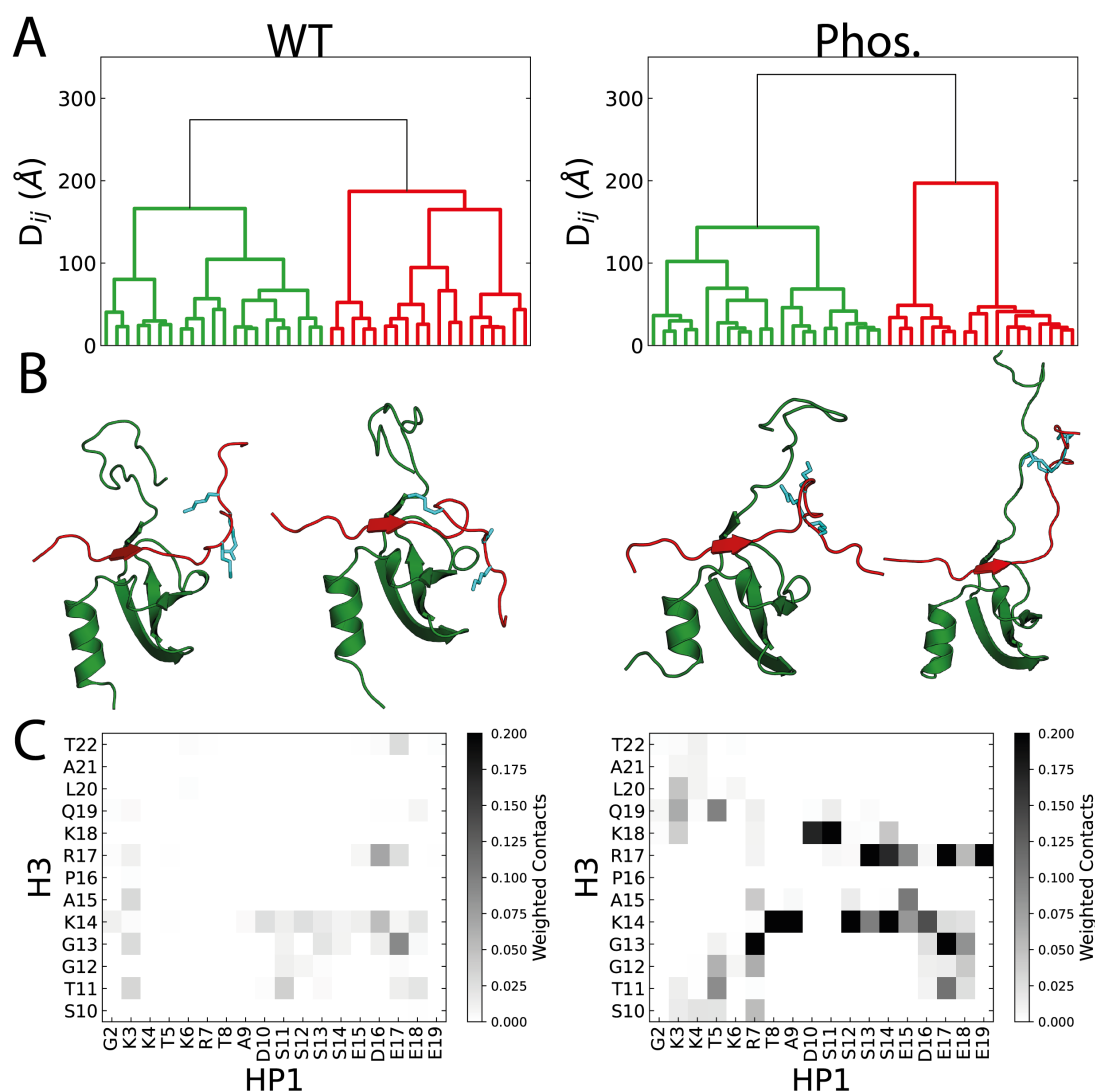 A
WT
Phos.
D_ij (Å)
300
200
100
0
D_ij (Å)
300
200
100
0
B
C
H3
T22
A21
L20
Q19
K18
R17
P16
A15
K14
G13
G12
T11
S10
G2 K3 K4 T5 K6 R7 T8 A9 D10 S11 S12 S13 S14 E15 D16 E17 E18 E19
HP1
0.200
0.175
0.150
0.125
0.100
0.075
0.050
0.025
0.000
Weighted Contacts
H3
T22
A21
L20
Q19
K18
R17
P16
A15
K14
G13
G12
T11
S10
G2 K3 K4 T5 K6 R7 T8 A9 D10 S11 S12 S13 S14 E15 D16 E17 E18 E19
HP1
0.200
0.175
0.150
0.125
0.100
0.075
0.050
0.025
0.000
Weighted Contacts